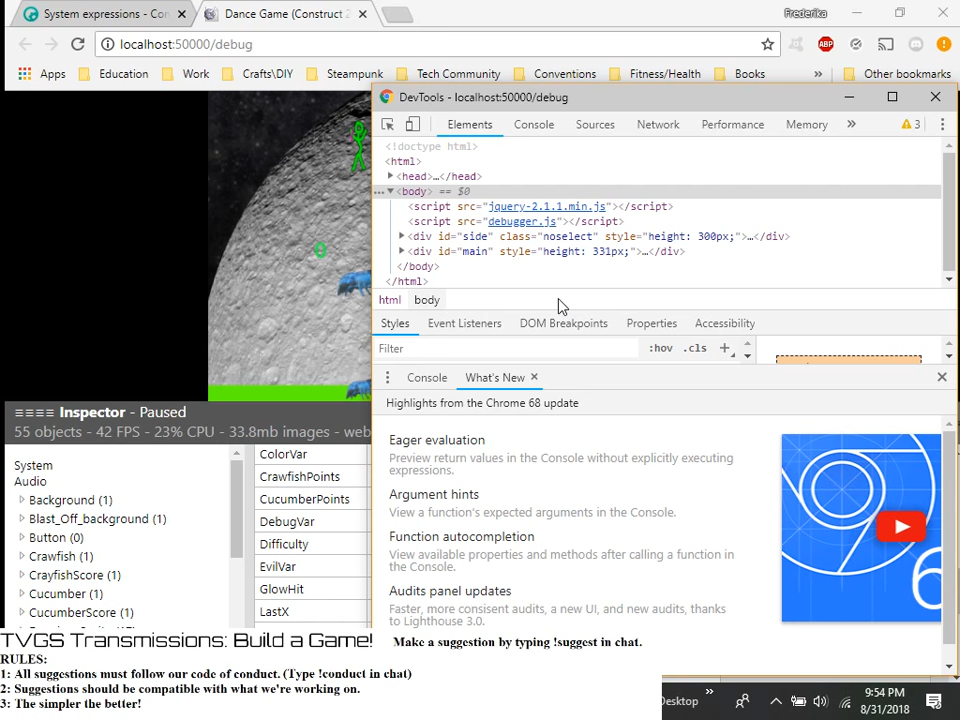 System expressions - Con
Dance Game (Construct 2
Frederika
localhost:50000/debug
ABP
Apps
Education
Work
Crafts\DIY
Steampunk
Tech Community
Conventions
Fitness/Health
Books
»
Other bookmarks
DevTools - localhost:50000/debug
Elements
Console
Sources
Network
Performance
Memory
»
3
<!doctype html>
<html>
<head>…</head>
…<body> == $0
<script src="jquery-2.1.1.min.js"></script>
<script src="debugger.js"></script>
<div id="side" class="noselect" style="height: 300px;">…</div>
<div id="main" style="height: 331px;">…</div>
</body>
</html>
html body
Styles
Event Listeners
DOM Breakpoints
Properties
Accessibility
Filter
:hov .cls +
Console
What's New
Highlights from the Chrome 68 update
Eager evaluation
Preview return values in the Console without explicitly executing
expressions.
Argument hints
View a function's expected arguments in the Console.
Function autocompletion
View available properties and methods after calling a function in
the Console.
Audits panel updates
Faster, more consisent audits, a new UI, and new audits, thanks
to Lighthouse 3.0.
Inspector - Paused
55 objects - 42 FPS - 23% CPU - 33.8mb images - web
System
Audio
Background (1)
Blast_Off_background (1)
Button (0)
Crawfish (1)
CrayfishScore (1)
Cucumber (1)
CucumberScore (1)
ColorVar
CrawfishPoints
CucumberPoints
DebugVar
Difficulty
EvilVar
GlowHit
LastX
TVGS Transmissions: Build a Game!
Make a suggestion by typing !suggest in chat.
RULES:
1: All suggestions must follow our code of conduct. (Type !conduct in chat)
2: Suggestions should be compatible with what we're working on.
3: The simpler the better!
Desktop
»
9:54 PM
8/31/2018